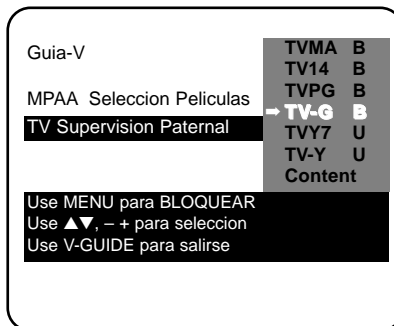 Guia-V
MPAA Seleccion Peliculas
TV Supervision Paternal
TVMA B
TV14 B
TVPG B
➡ TV-G B
TVY7 U
TV-Y U
Content
Use MENU para BLOQUEAR
Use ▲▼, – + para seleccion
Use V-GUIDE para salirse